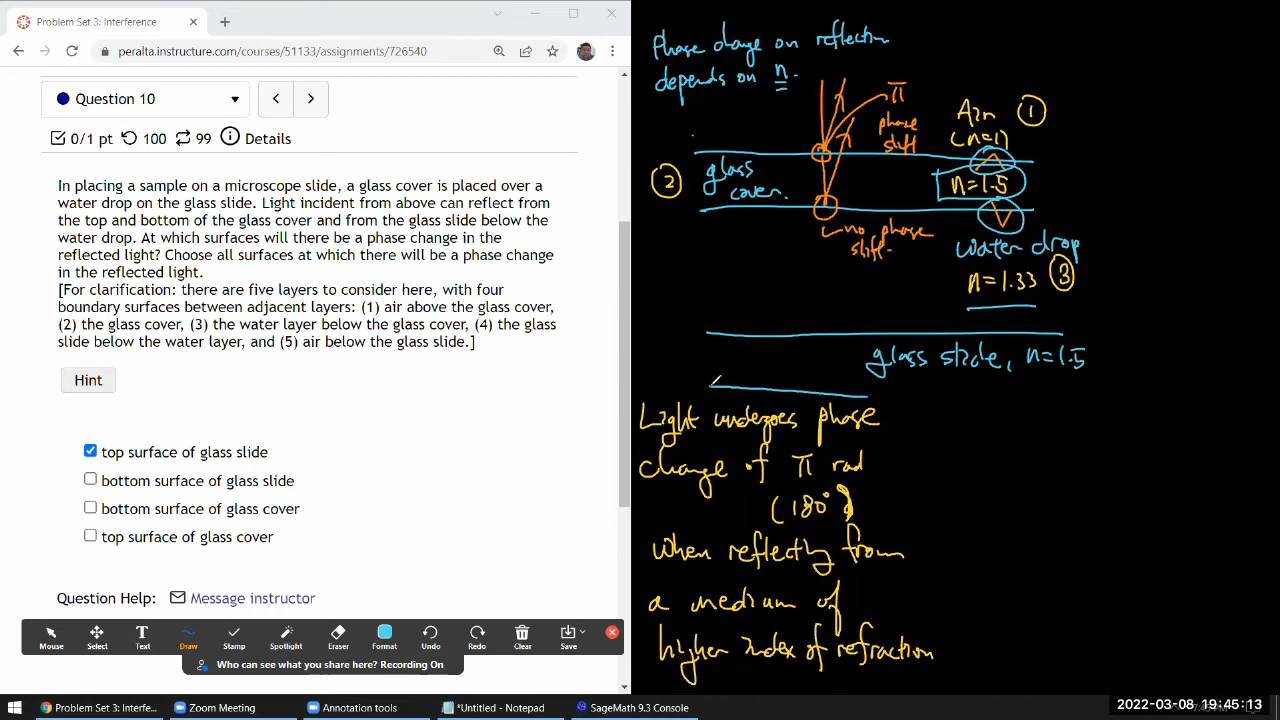 Problem Set 3: Interference
peralta.instructure.com/courses/51133/assignments/726540
Question 10
0/1 pt 100 99 Details
In placing a sample on a microscope slide, a glass cover is placed over a
water drop on the glass slide. Light incident from above can reflect from
the top and bottom of the glass cover and from the glass slide below the
water drop. At which surfaces will there be a phase change in the
reflected light? Choose all surfaces at which there will be a phase change
in the reflected light.
[For clarification: there are five layers to consider here, with four
boundary surfaces between adjacent layers: (1) air above the glass cover,
(2) the glass cover, (3) the water layer below the glass cover, (4) the glass
slide below the water layer, and (5) air below the glass slide.]
Hint
top surface of glass slide
bottom surface of glass slide
bottom surface of glass cover
top surface of glass cover
Question Help: Message instructor
Mouse Select Text Draw Stamp Spotlight Eraser Format Undo Redo Clear Save
Who can see what you share here? Recording On
Phase change on reflection
depends on n.
π
phase
shift
Air 1
(n=1)
2 glass
cover.
n=1.5
no phase
shift.
water drop
n=1.33 3
glass slide, n=1.5
Light undergoes phase
change of π rad
(180°)
when reflecting from
a medium of
higher index of refraction
Problem Set 3: Interfe... Zoom Meeting Annotation tools *Untitled - Notepad SageMath 9.3 Console
2022-03-08 19:45:13